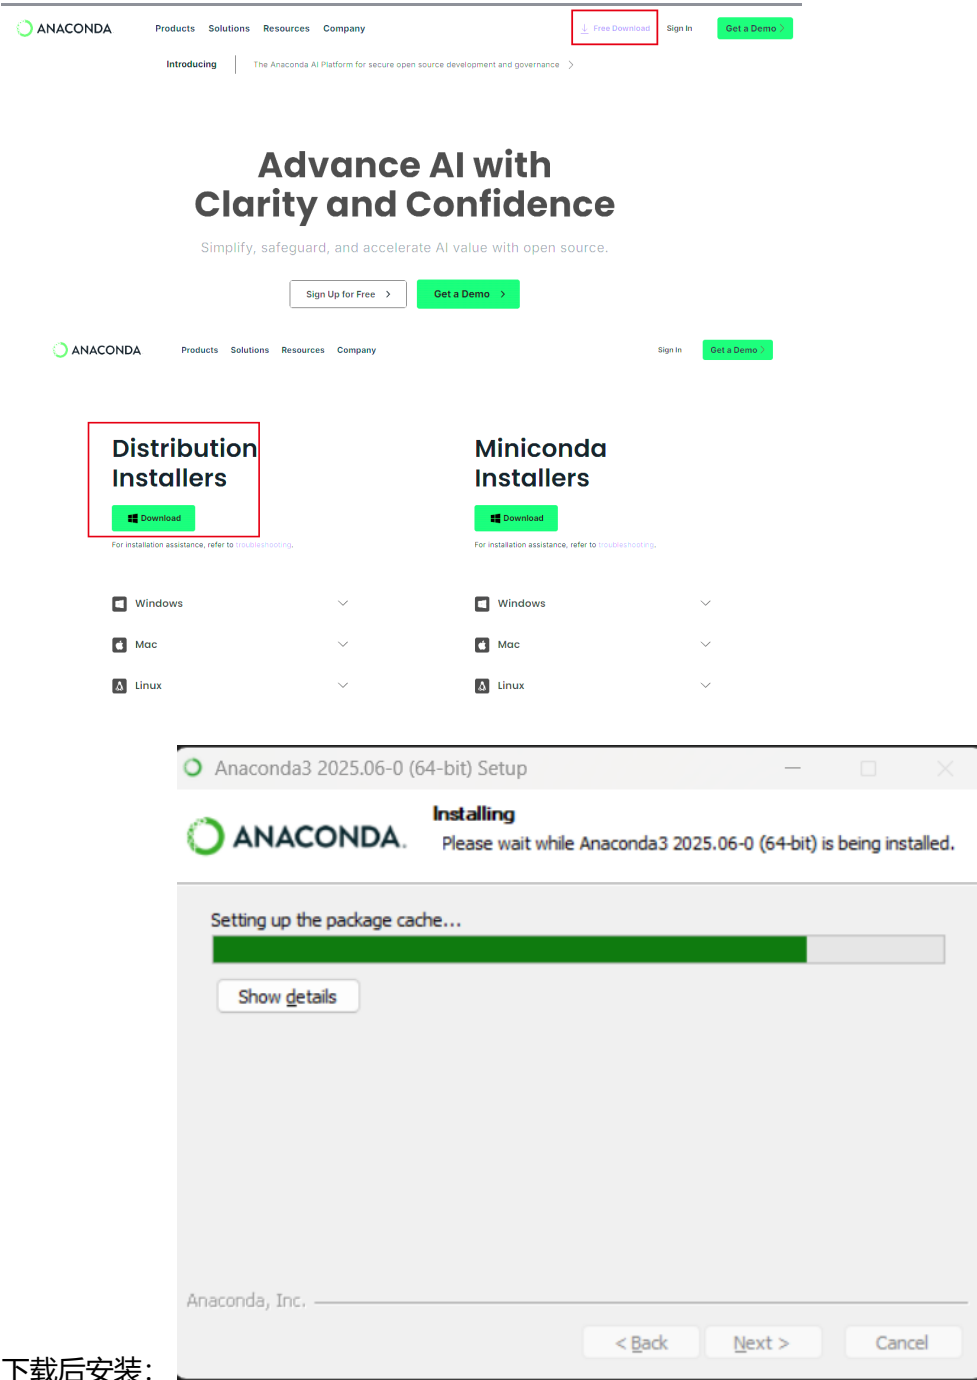 ANACONDA Products Solutions Resources Company Free Download Sign In Get a Demo
Introducing The Anaconda AI Platform for secure open source development and governance
Advance AI with
Clarity and Confidence
Simplify, safeguard, and accelerate AI value with open source.
Sign Up for Free Get a Demo
ANACONDA Products Solutions Resources Company Sign In Get a Demo
Distribution
Installers
Download
For installation assistance, refer to troubleshooting.
Windows
Mac
Linux
Miniconda
Installers
Download
For installation assistance, refer to troubleshooting.
Windows
Mac
Linux
Anaconda3 2025.06-0 (64-bit) Setup
ANACONDA.
Installing
Please wait while Anaconda3 2025.06-0 (64-bit) is being installed.
Setting up the package cache...
Show details
Anaconda, Inc.
< Back Next > Cancel
下载后安装：